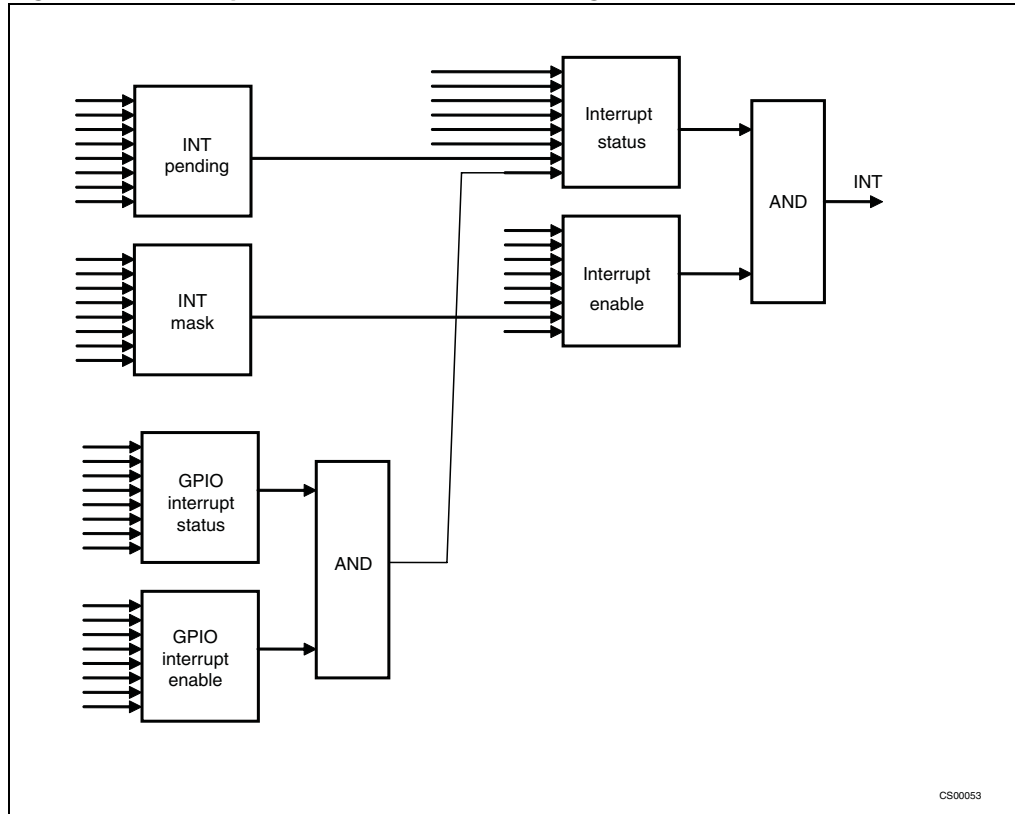 INT
pending
INT
mask
Interrupt
status
Interrupt
enable
AND
INT
GPIO
interrupt
status
GPIO
interrupt
enable
AND
CS00053